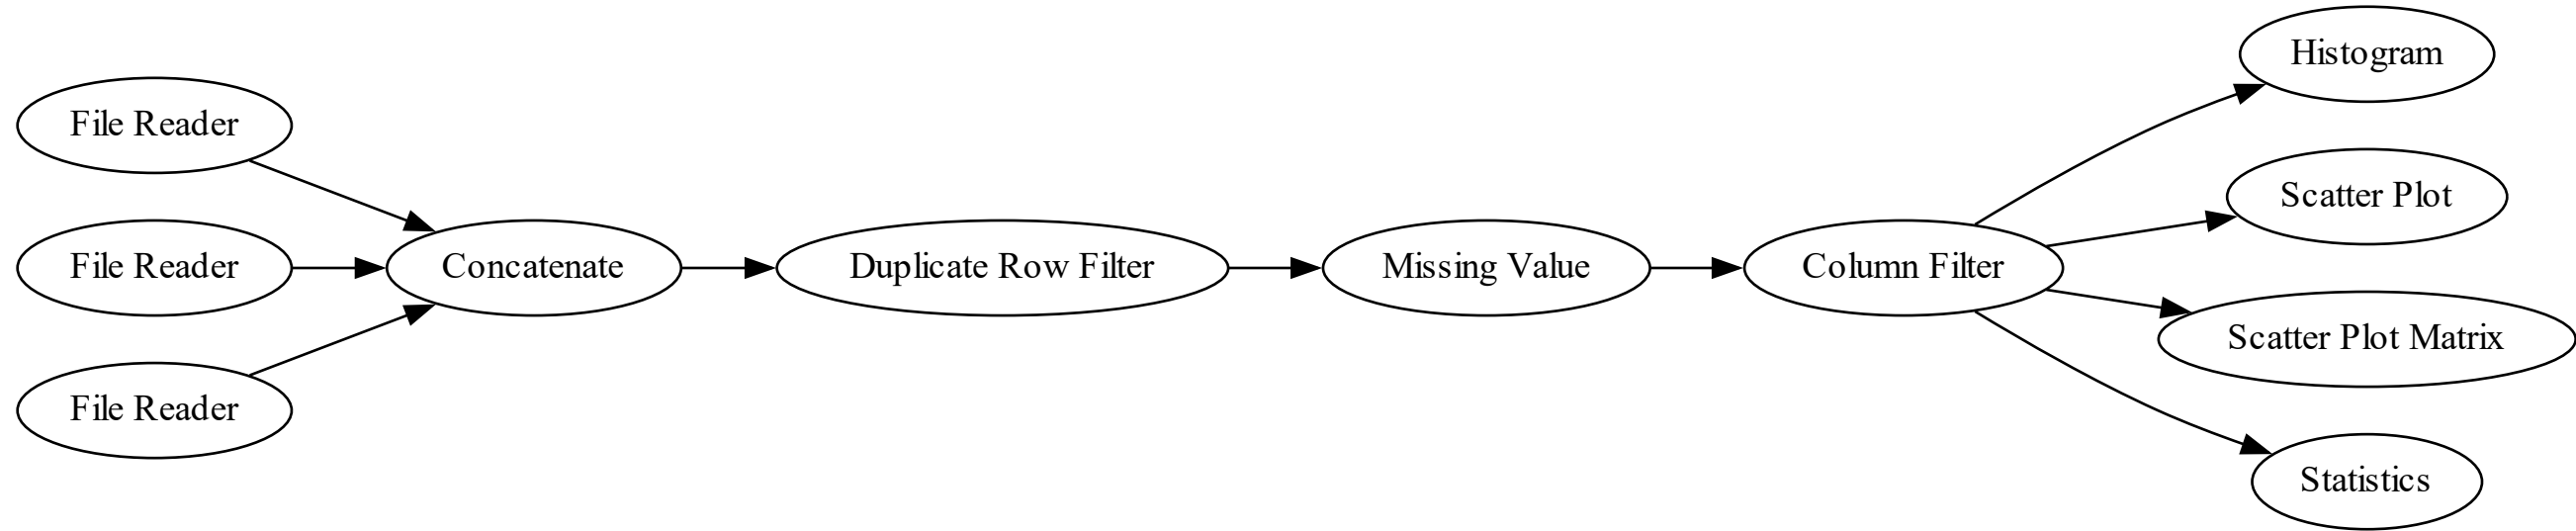 File Reader
File Reader
File Reader
Concatenate
Duplicate Row Filter
Missing Value
Column Filter
Histogram
Scatter Plot
Scatter Plot Matrix
Statistics